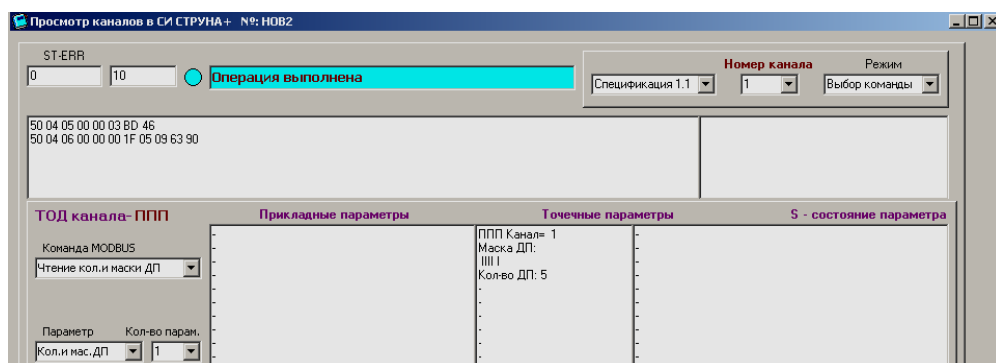 Просмотр каналов в СИ СТРУНА+ №: НОВ2
ST-ERR
0
10
Операция выполнена
Номер канала
Режим
Спецификация 1.1
1
Выбор команды
50 04 05 00 00 03 BD 46
50 04 06 00 00 00 1F 05 09 63 90
ТОД канала- ППП
Прикладные параметры
Точечные параметры
S - состояние параметра
Команда MODBUS
Чтение кол.и маски ДП
ППП Канал= 1
Маска ДП:
IIII I
Кол-во ДП: 5
Параметр
Кол-во парам.
Кол.и мас.ДП
1